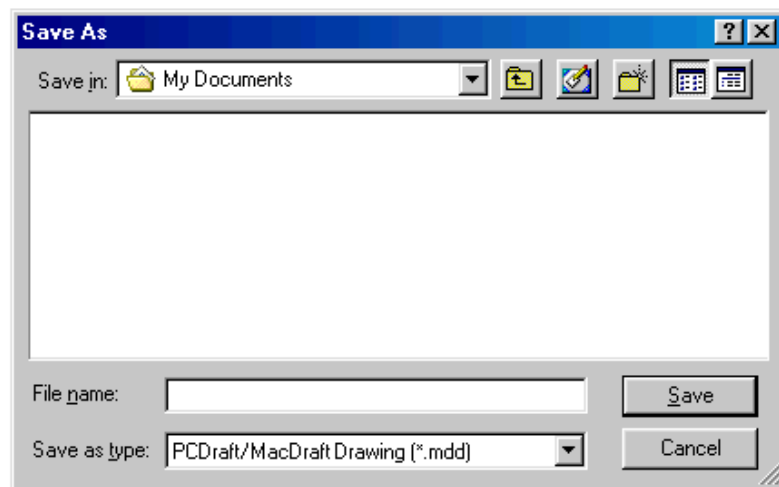 Save As
Save in: My Documents
File name:
Save
Save as type: PCDraft/MacDraft Drawing (*.mdd)
Cancel